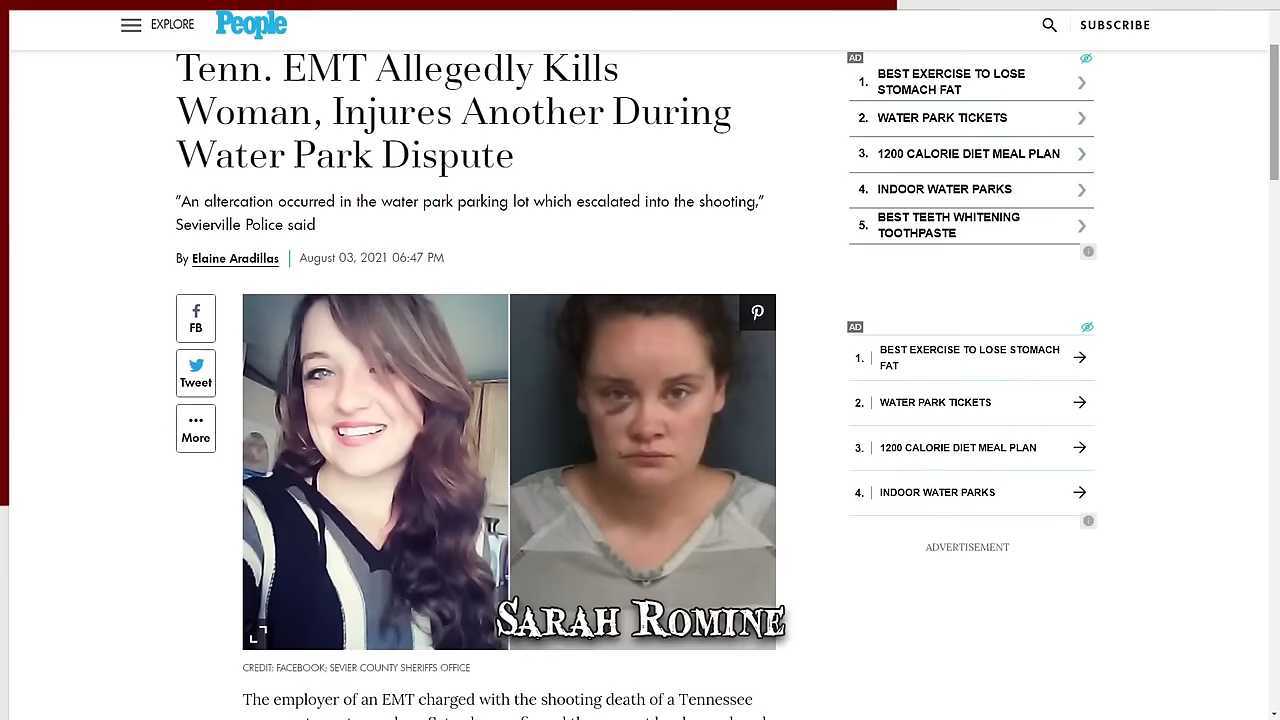 EXPLORE
People
SUBSCRIBE
Tenn. EMT Allegedly Kills
Woman, Injures Another During
Water Park Dispute
"An altercation occurred in the water park parking lot which escalated into the shooting,"
Sevierville Police said
By Elaine Aradillas
August 03, 2021 06:47 PM
FB
Tweet
More
SARAH ROMINE
CREDIT: FACEBOOK; SEVIER COUNTY SHERIFFS OFFICE
The employer of an EMT charged with the shooting death of a Tennessee
AD
1. BEST EXERCISE TO LOSE
STOMACH FAT
2. WATER PARK TICKETS
3. 1200 CALORIE DIET MEAL PLAN
4. INDOOR WATER PARKS
5. BEST TEETH WHITENING
TOOTHPASTE
AD
1. BEST EXERCISE TO LOSE STOMACH
FAT
2. WATER PARK TICKETS
3. 1200 CALORIE DIET MEAL PLAN
4. INDOOR WATER PARKS
ADVERTISEMENT